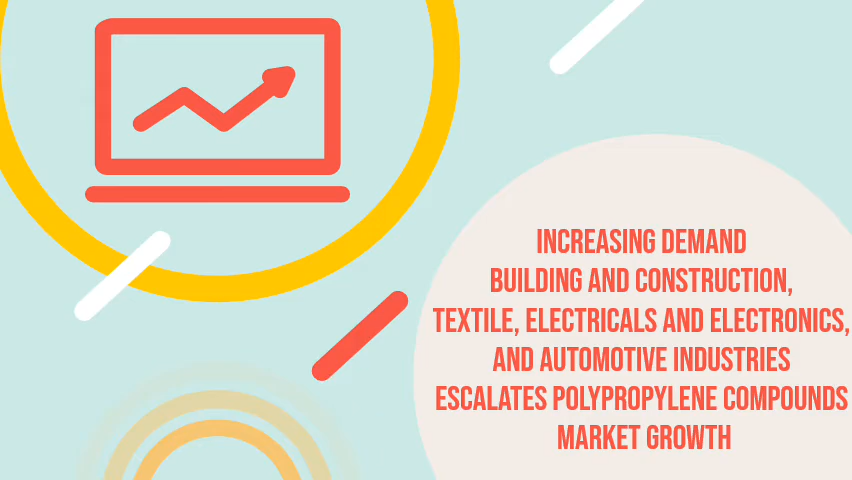 INCREASING DEMAND
BUILDING AND CONSTRUCTION,
TEXTILE, ELECTRICALS AND ELECTRONICS,
AND AUTOMOTIVE INDUSTRIES
ESCALATES POLYPROPYLENE COMPOUNDS
MARKET GROWTH